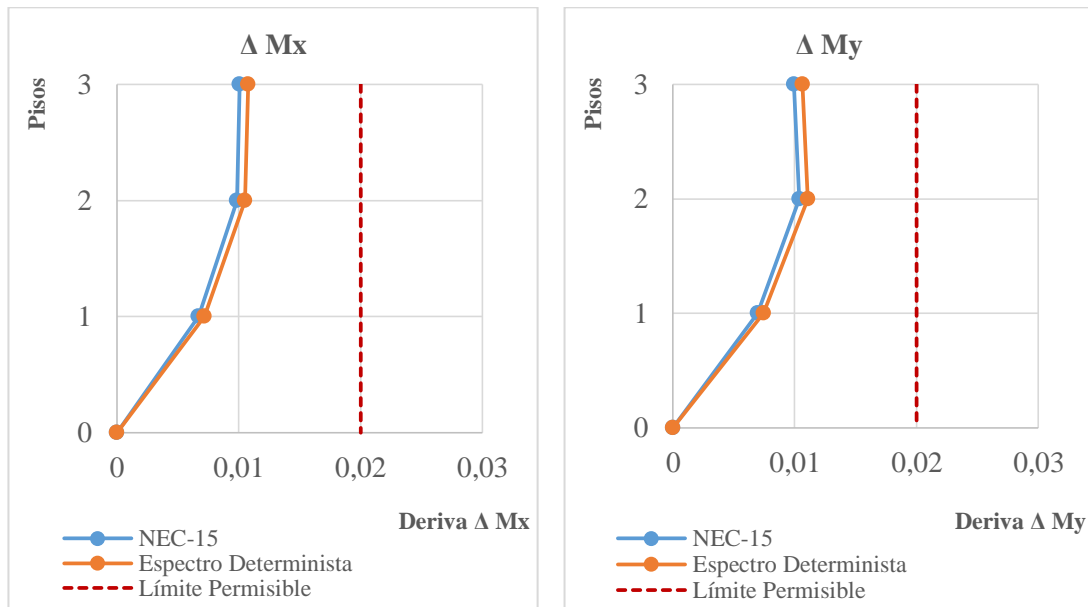 Δ Mx
Pisos
3
2
1
0
0 0,01 0,02 0,03
Deriva Δ Mx
NEC-15
Espectro Determinista
Límite Permisible
Δ My
Pisos
3
2
1
0
0 0,01 0,02 0,03
Deriva Δ My
NEC-15
Espectro Determinista
Límite Permisible